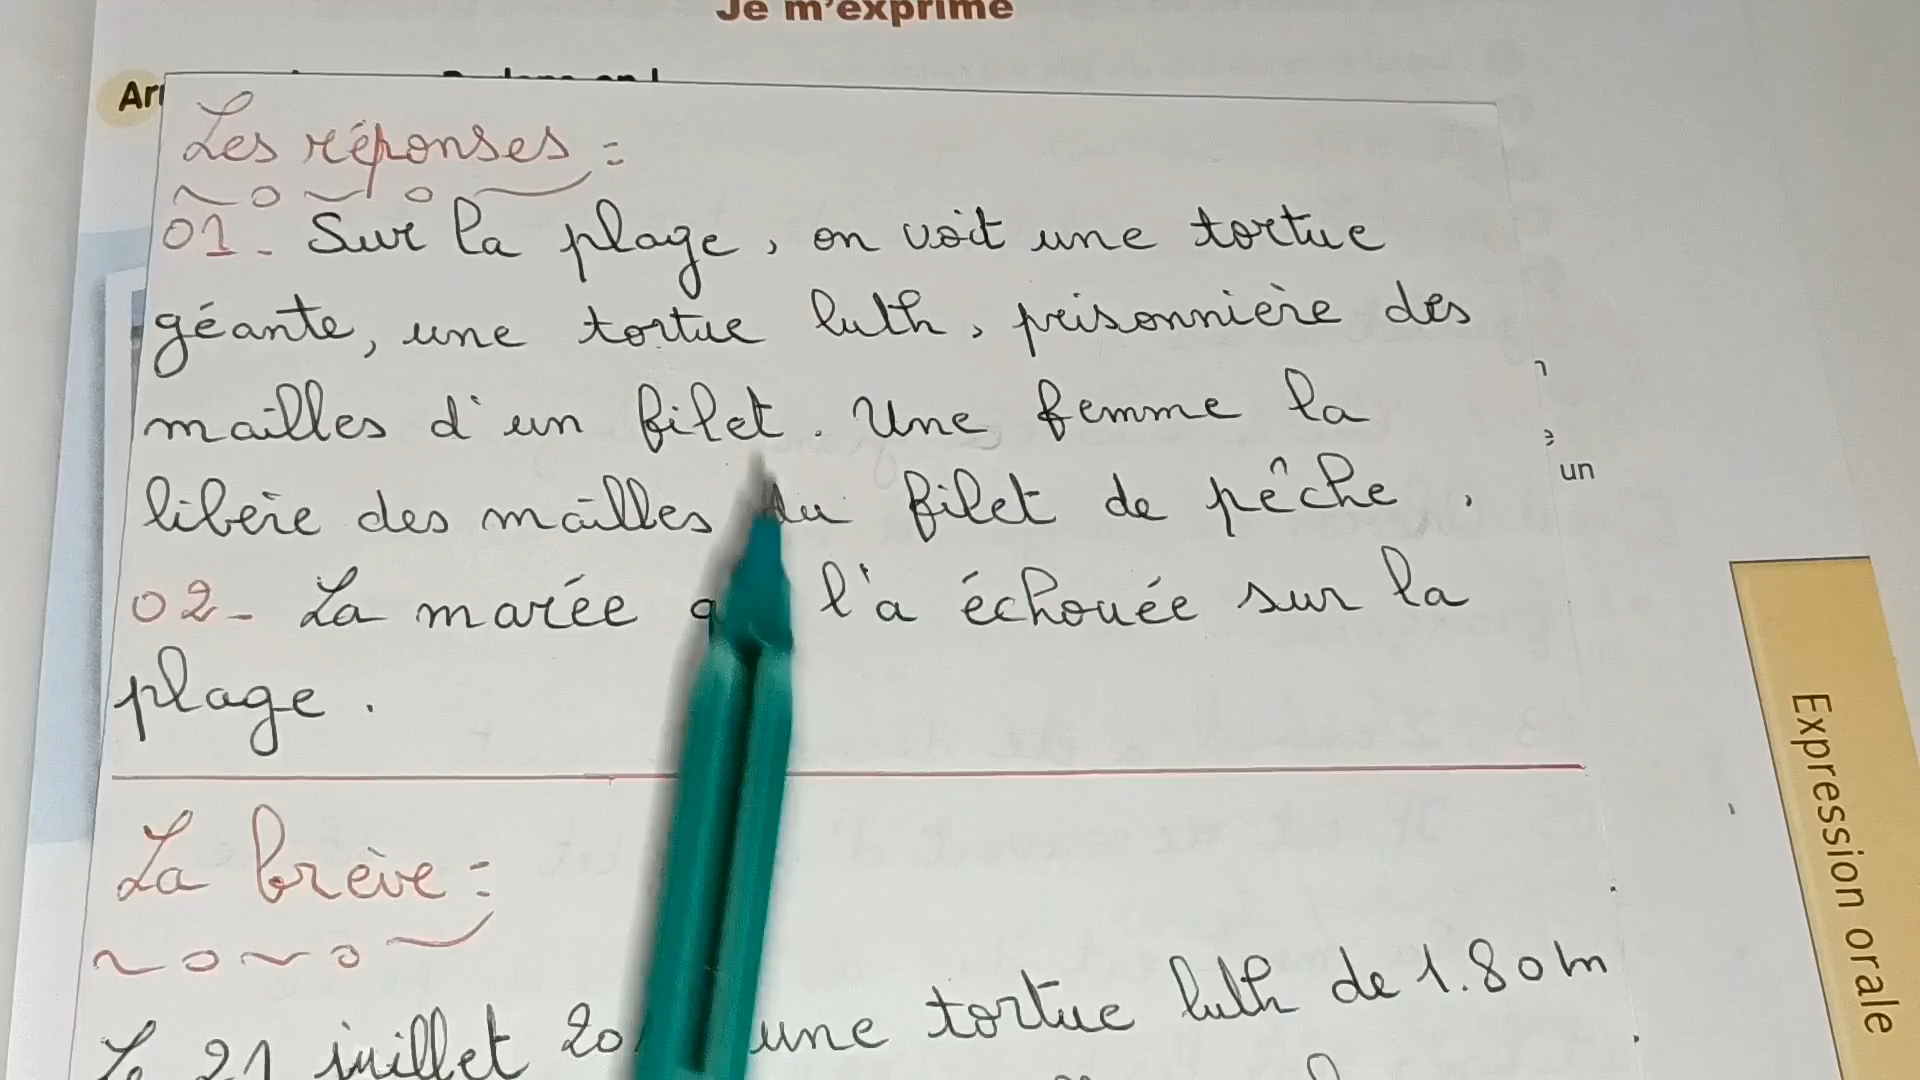 Je m'exprime
Les réponses :
01- Sur la plage, on voit une tortue
géante, une tortue luth, prisonnière des
mailles d'un filet. Une femme la
libère des mailles du filet de pêche.
un
02- La marée l'a échouée sur la
plage.
La brève :
Le 21 juillet une tortue luth de 1.80m
Expression orale